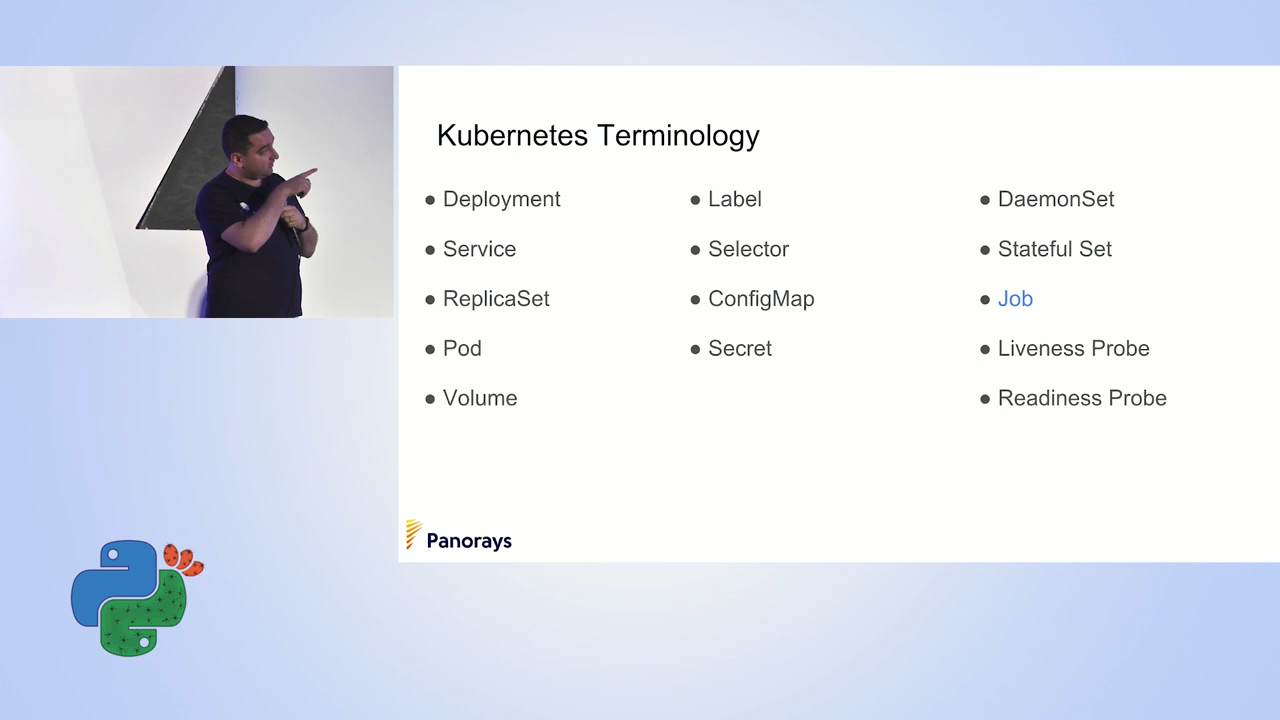 Kubernetes Terminology
● Deployment
● Service
● ReplicaSet
● Pod
● Volume
● Label
● Selector
● ConfigMap
● Secret
● DaemonSet
● Stateful Set
● Job
● Liveness Probe
● Readiness Probe
Panorays